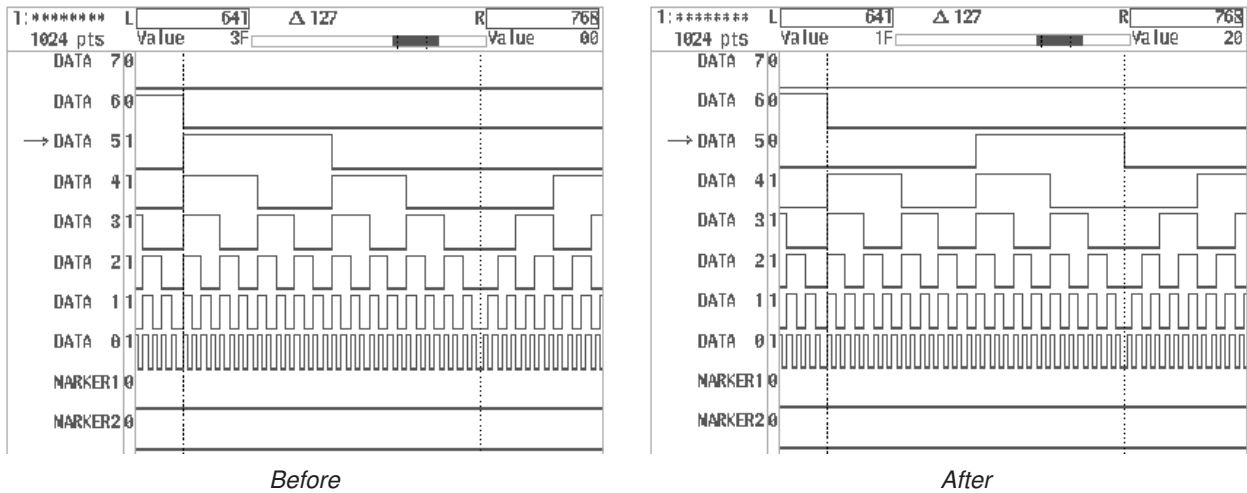 1:******** L 641 Δ 127 R 768
1024 pts Value 3F Value 00
DATA 7 0
DATA 6 0
DATA 5 1
DATA 4 1
DATA 3 1
DATA 2 1
DATA 1 1
DATA 0 1
MARKER1 0
MARKER2 0
Before
1:******** L 641 Δ 127 R 768
1024 pts Value 1F Value 20
DATA 7 0
DATA 6 0
DATA 5 0
DATA 4 1
DATA 3 1
DATA 2 1
DATA 1 1
DATA 0 1
MARKER1 0
MARKER2 0
After